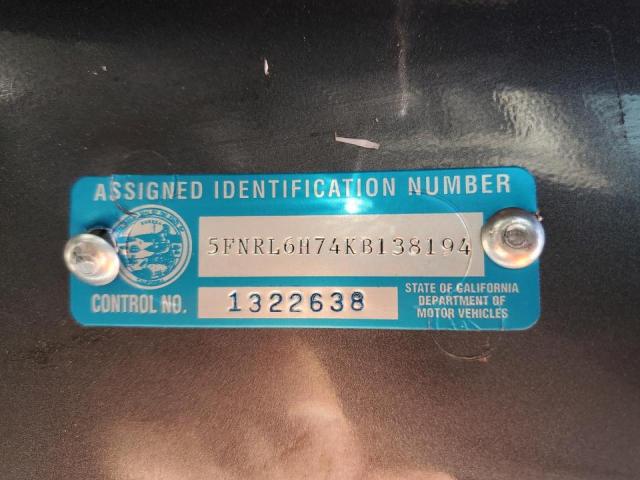 ASSIGNED IDENTIFICATION NUMBER
5FNRL6H74KB138194
CONTROL NO. 1322638
STATE OF CALIFORNIA
DEPARTMENT OF
MOTOR VEHICLES